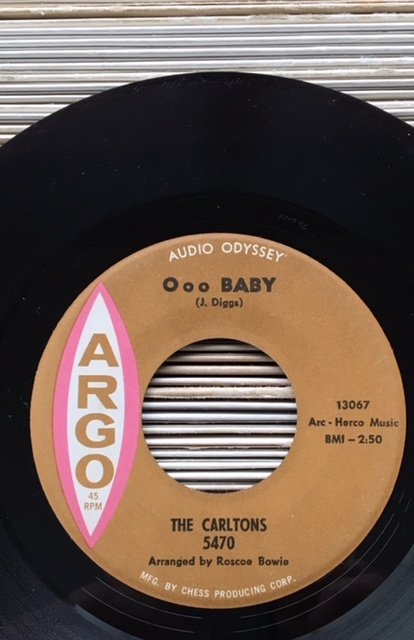 AUDIO ODYSSEY
Ooo BABY
(J. Diggs)
ARGO
45
RPM
13067
Arc - Herco Music
BMI - 2:50
THE CARLTONS
5470
Arranged by Roscoe Bowie
MFG. BY CHESS PRODUCING CORP.